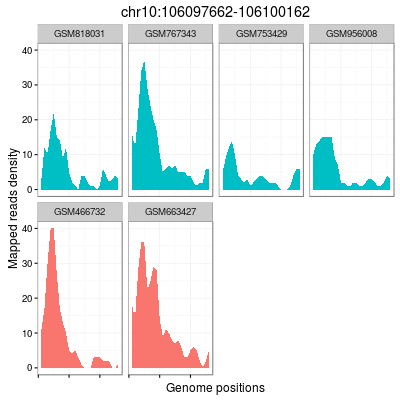 chr10:106097662-106100162
GSM818031 GSM767343 GSM753429 GSM956008
40
30
20
10
0
GSM466732 GSM663427
40
30
20
10
0
Mapped reads density
Genome positions